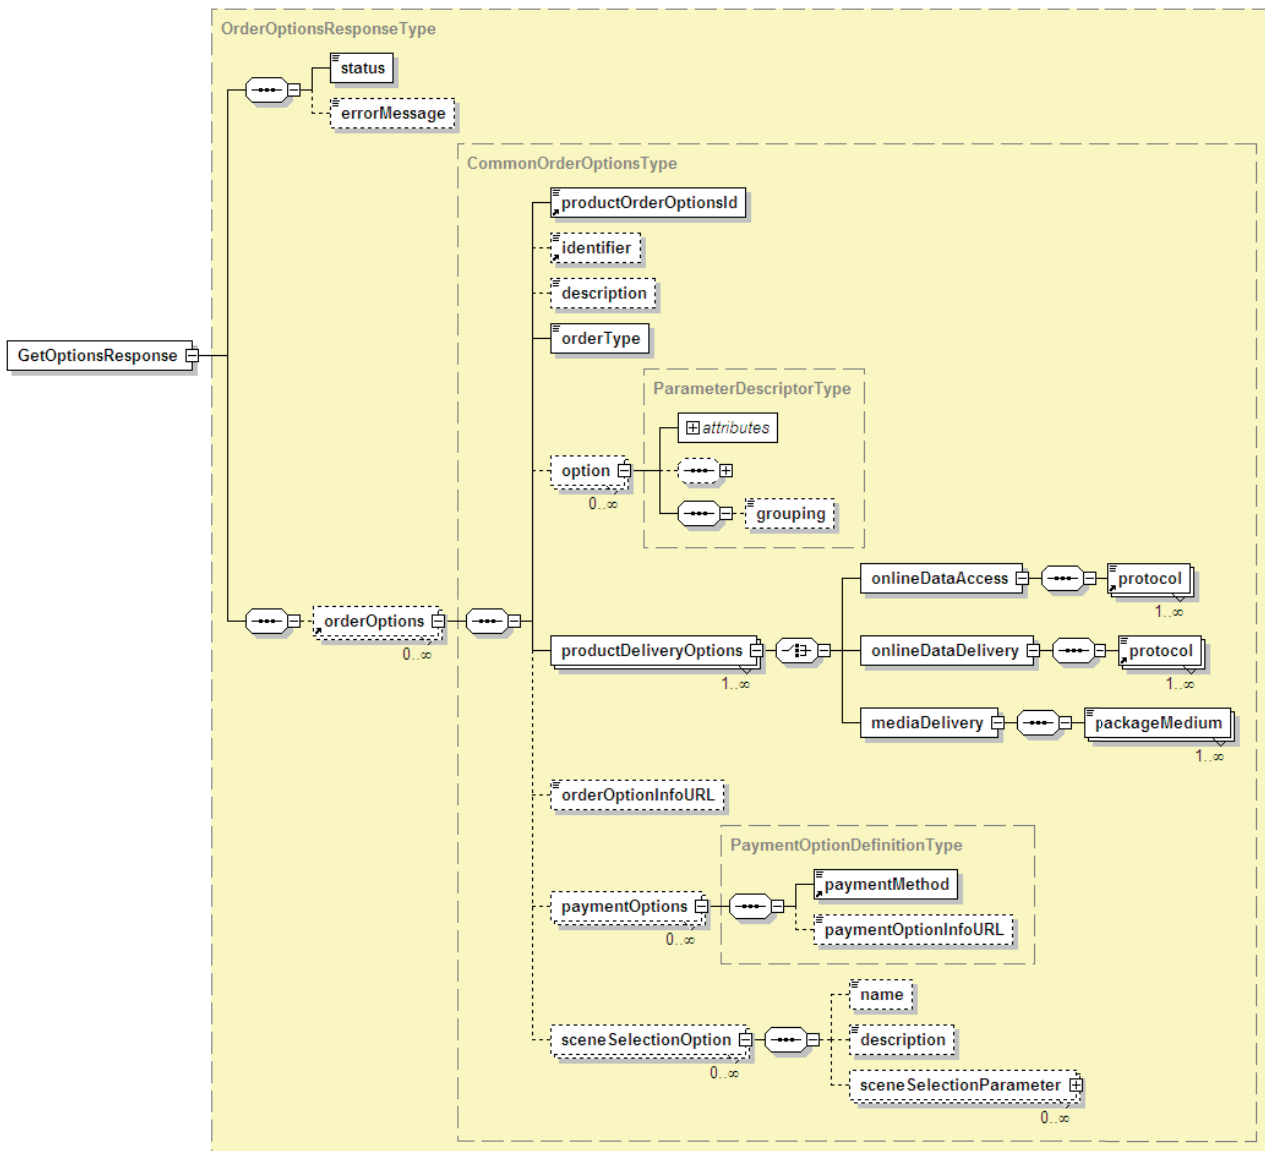 OrderOptionsResponseType
status
errorMessage
CommonOrderOptionsType
productOrderOptionsId
identifier
description
orderType
GetOptionsResponse
ParameterDescriptorType
attributes
option
0..∞
grouping
onlineDataAccess
protocol
1..∞
orderOptions
0..∞
productDeliveryOptions
1..∞
onlineDataDelivery
protocol
1..∞
mediaDelivery
packageMedium
1..∞
orderOptionInfoURL
PaymentOptionDefinitionType
paymentMethod
paymentOptions
0..∞
paymentOptionInfoURL
name
sceneSelectionOption
0..∞
description
sceneSelectionParameter
0..∞